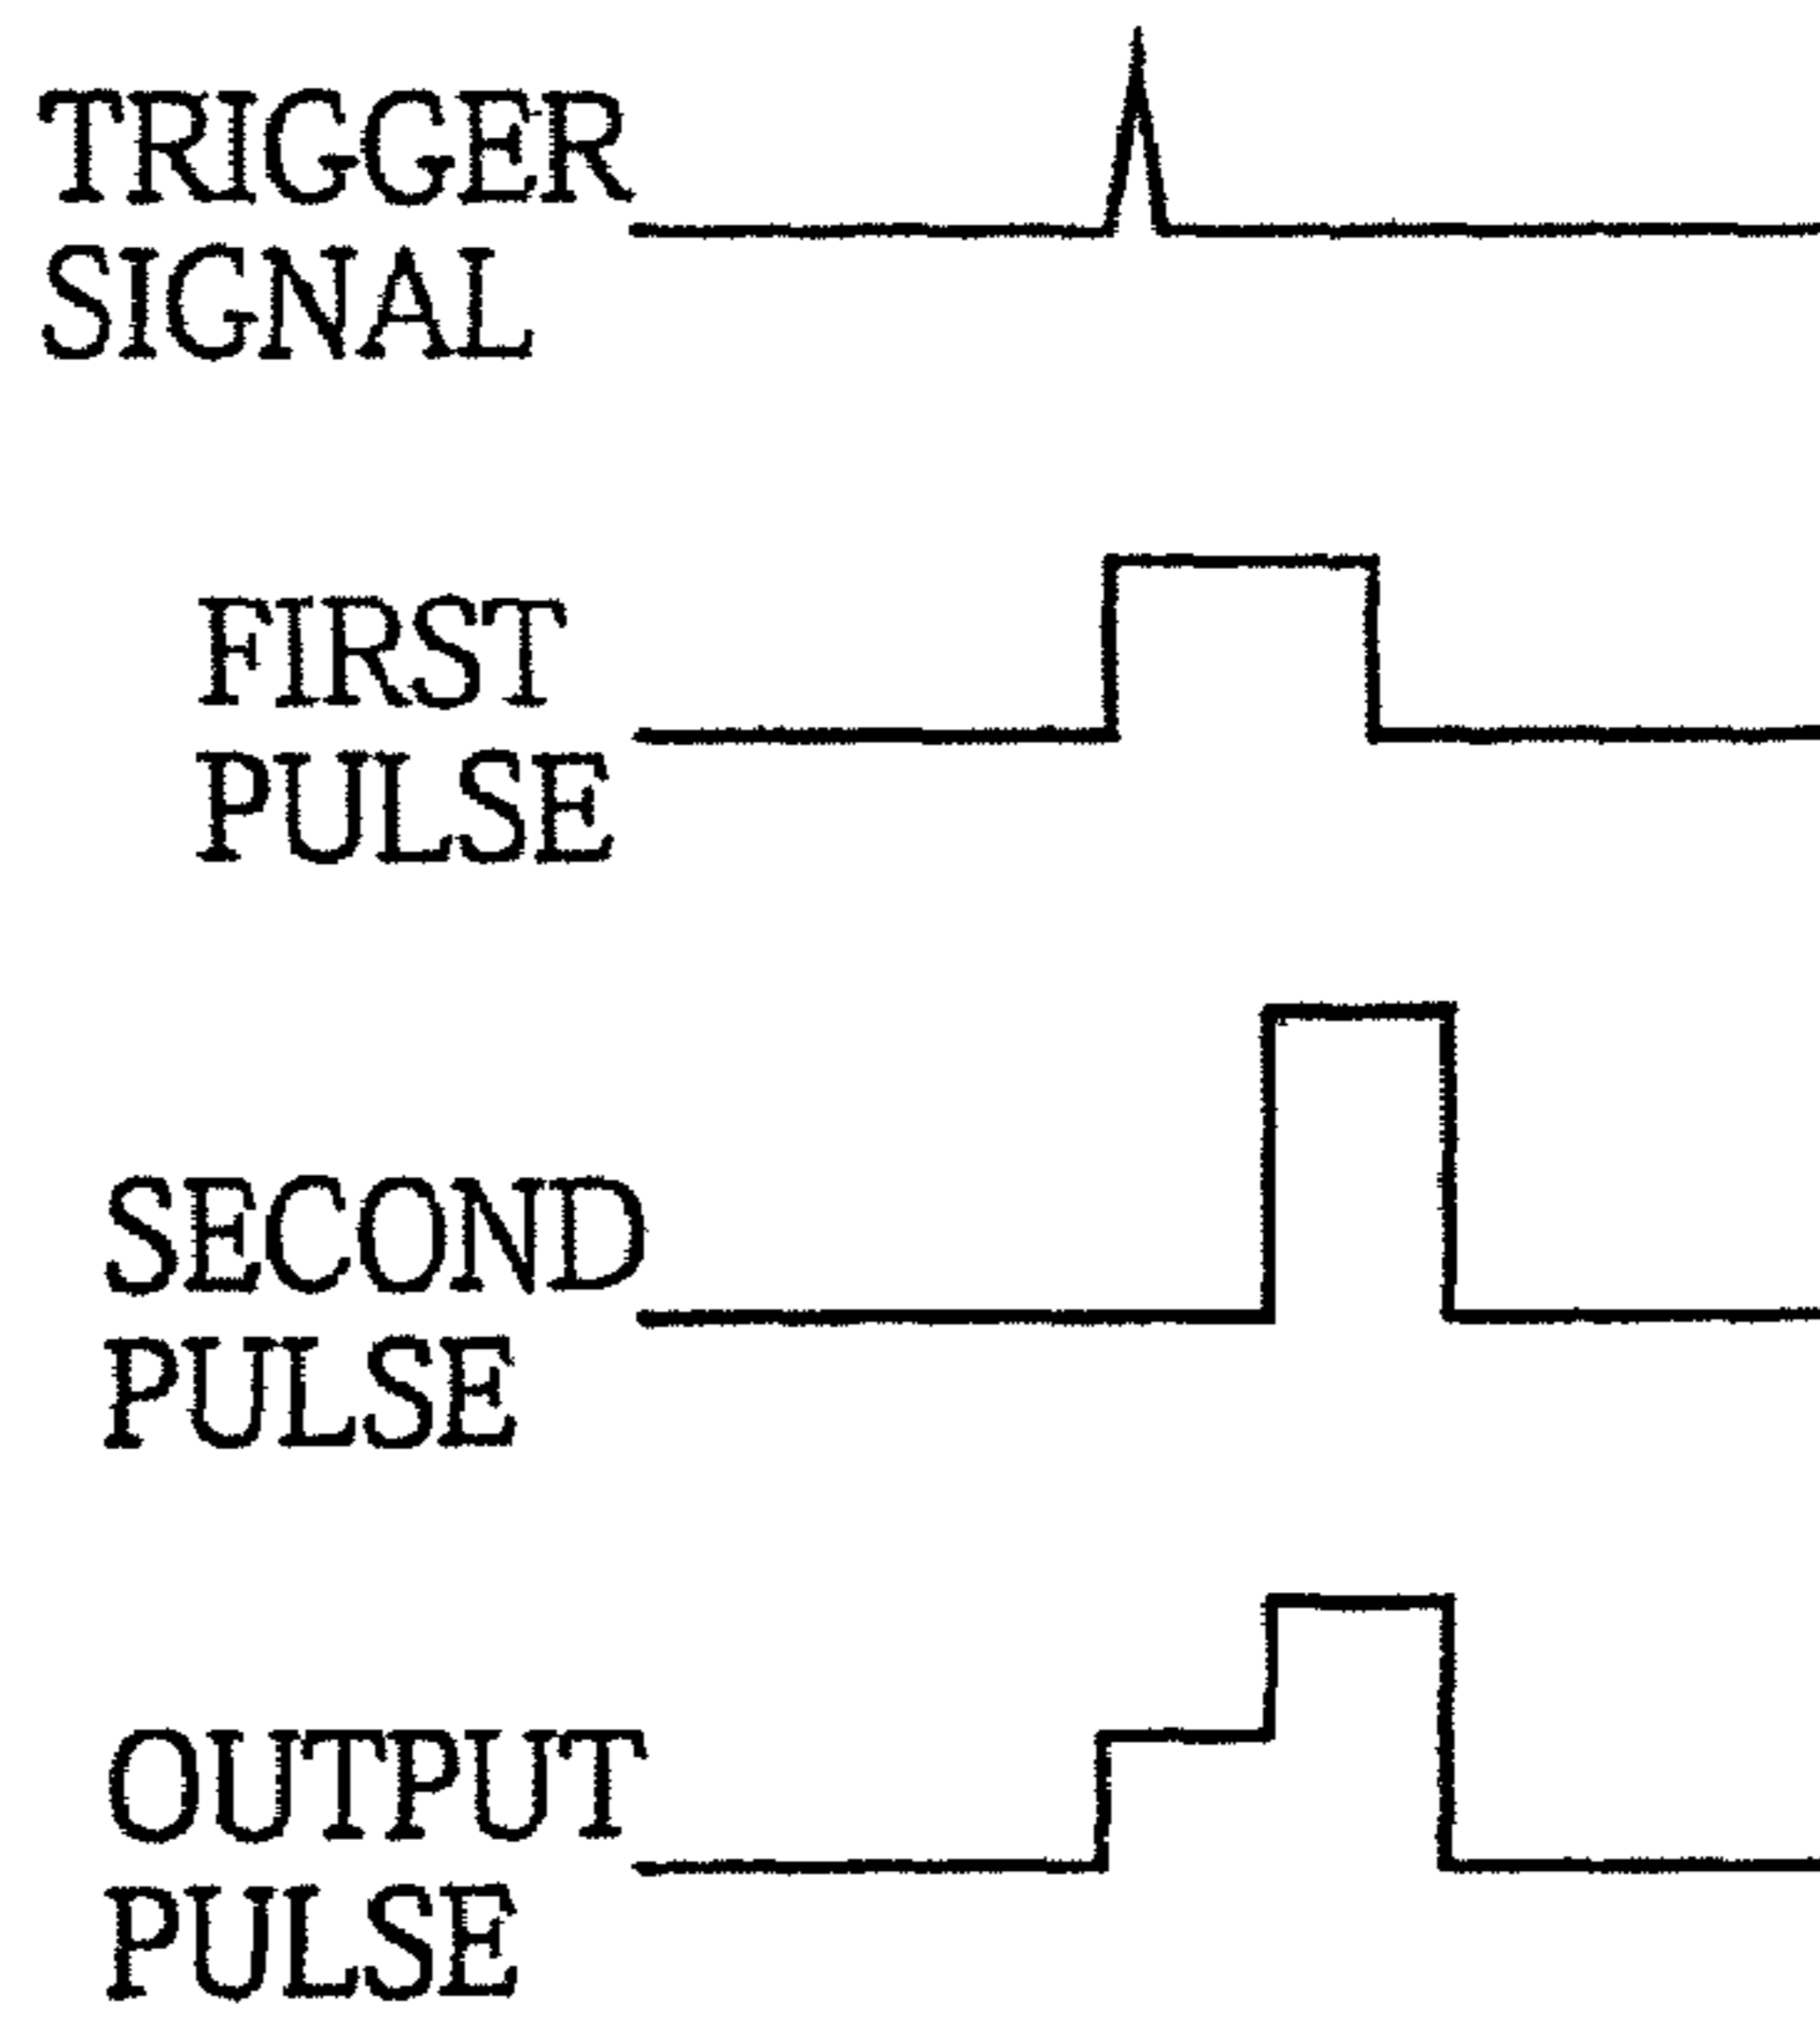 TRIGGER
SIGNAL
FIRST
PULSE
SECOND
PULSE
OUTPUT
PULSE